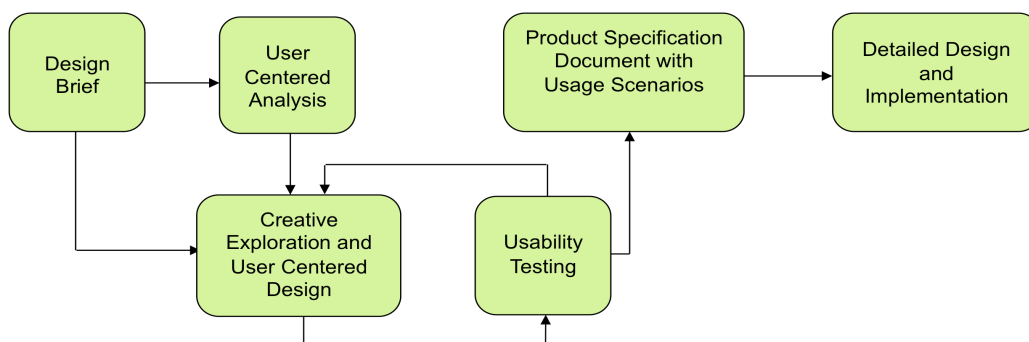 Design
Brief
User
Centered
Analysis
Product Specification
Document with
Usage Scenarios
Detailed Design
and
Implementation
Creative
Exploration and
User Centered
Design
Usability
Testing